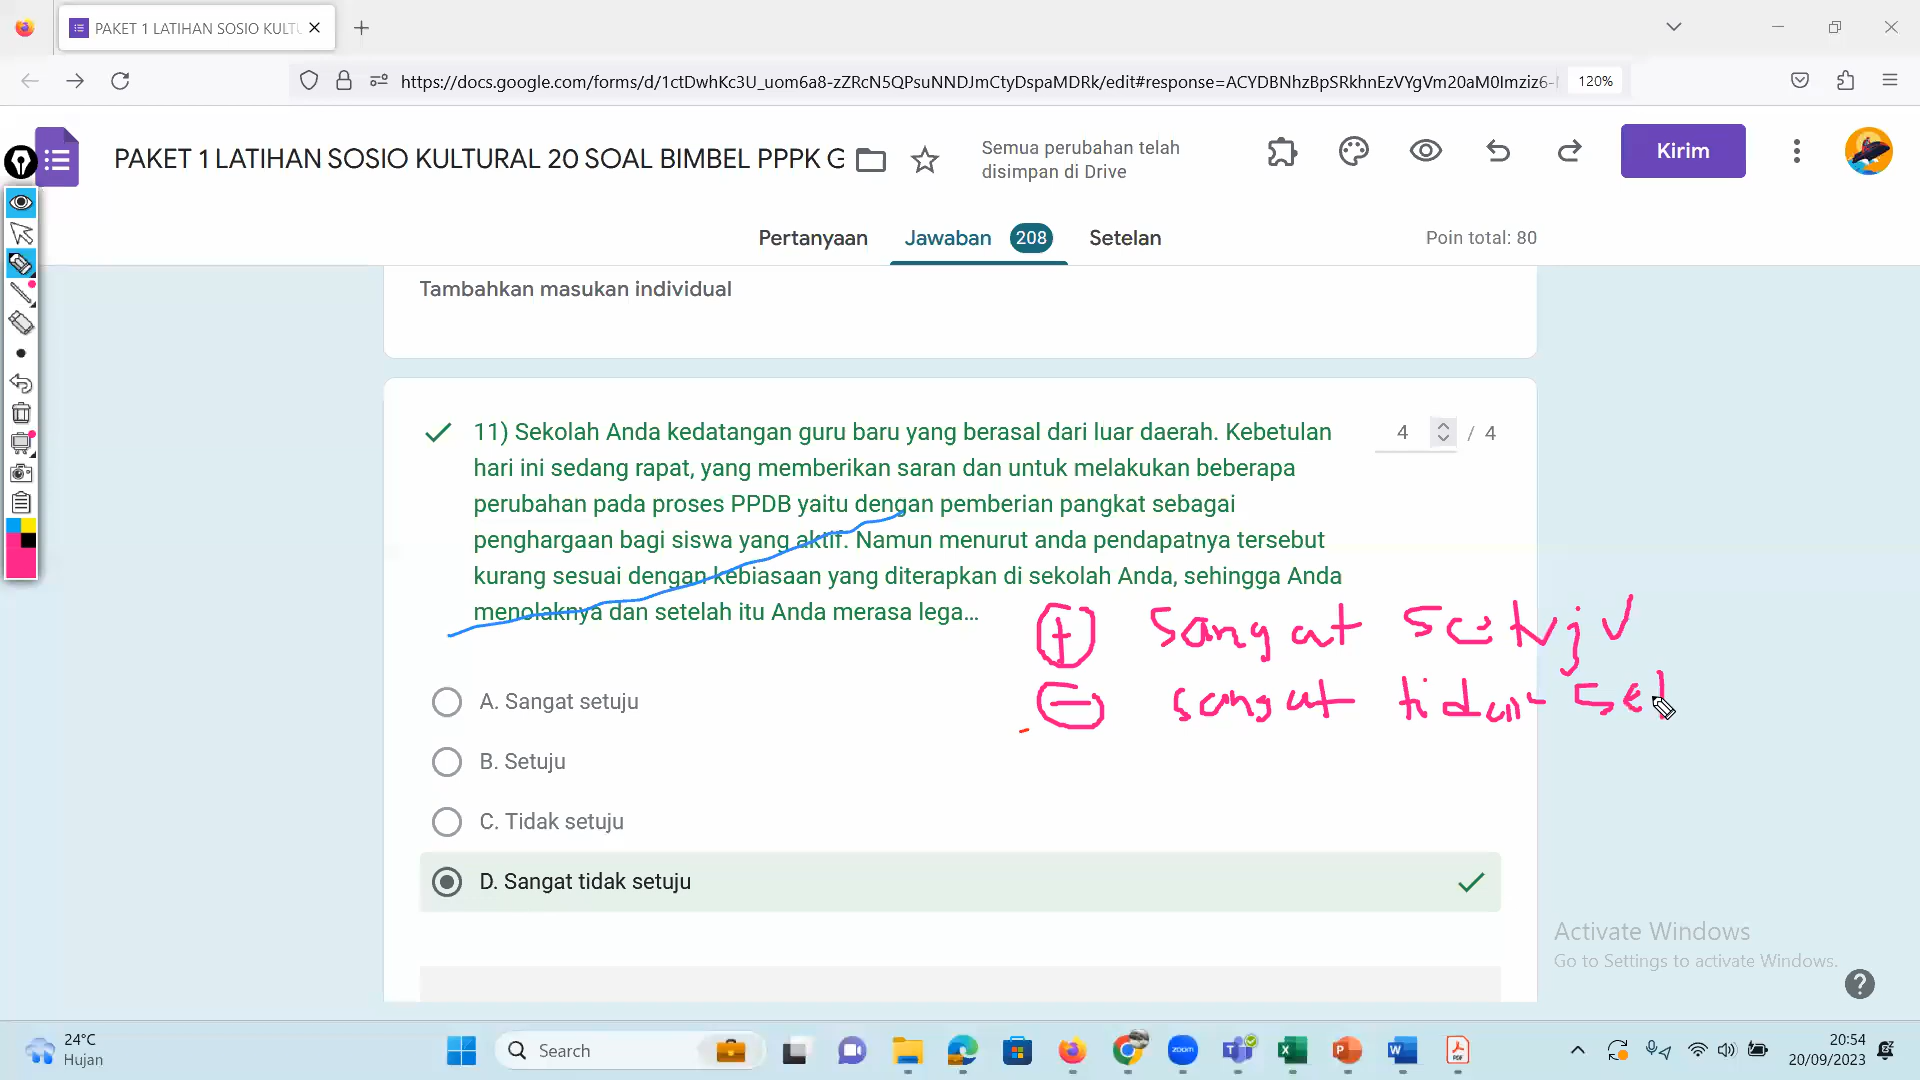 PAKET 1 LATIHAN SOSIO KULTU
https://docs.google.com/forms/d/1ctDwhKc3U_uom6a8-zZRcN5QPsuNNDJmCtyDspaMDRk/edit#response=ACYDBNhzBpSRkhnEzVYgVm20aM0Imziz6-
120%
PAKET 1 LATIHAN SOSIO KULTURAL 20 SOAL BIMBEL PPPK G
Semua perubahan telah
disimpan di Drive
Kirim
Pertanyaan Jawaban 208 Setelan
Poin total: 80
Tambahkan masukan individual
11) Sekolah Anda kedatangan guru baru yang berasal dari luar daerah. Kebetulan
hari ini sedang rapat, yang memberikan saran dan untuk melakukan beberapa
perubahan pada proses PPDB yaitu dengan pemberian pangkat sebagai
penghargaan bagi siswa yang aktif. Namun menurut anda pendapatnya tersebut
kurang sesuai dengan kebiasaan yang diterapkan di sekolah Anda, sehingga Anda
menolaknya dan setelah itu Anda merasa lega...
4 / 4
+ Sangat setuju
- sangat tidak set
A. Sangat setuju
B. Setuju
C. Tidak setuju
D. Sangat tidak setuju
Activate Windows
Go to Settings to activate Windows.
24°C
Hujan
Search
zoom
20:54
20/09/2023